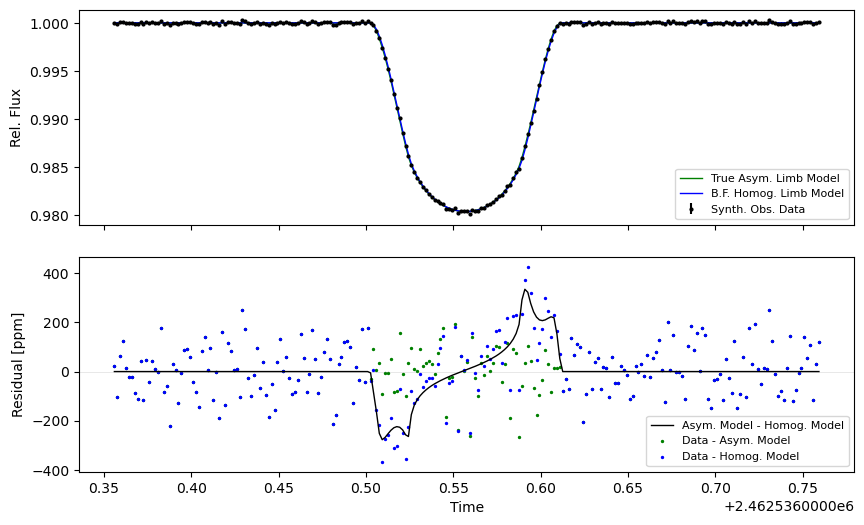 1.000
0.995
0.990
0.985
0.980
Rel. Flux
True Asym. Limb Model
B.F. Homog. Limb Model
Synth. Obs. Data
400
200
0
−200
−400
Residual [ppm]
Asym. Model - Homog. Model
Data - Asym. Model
Data - Homog. Model
0.35 0.40 0.45 0.50 0.55 0.60 0.65 0.70 0.75
Time
+2.4625360000e6